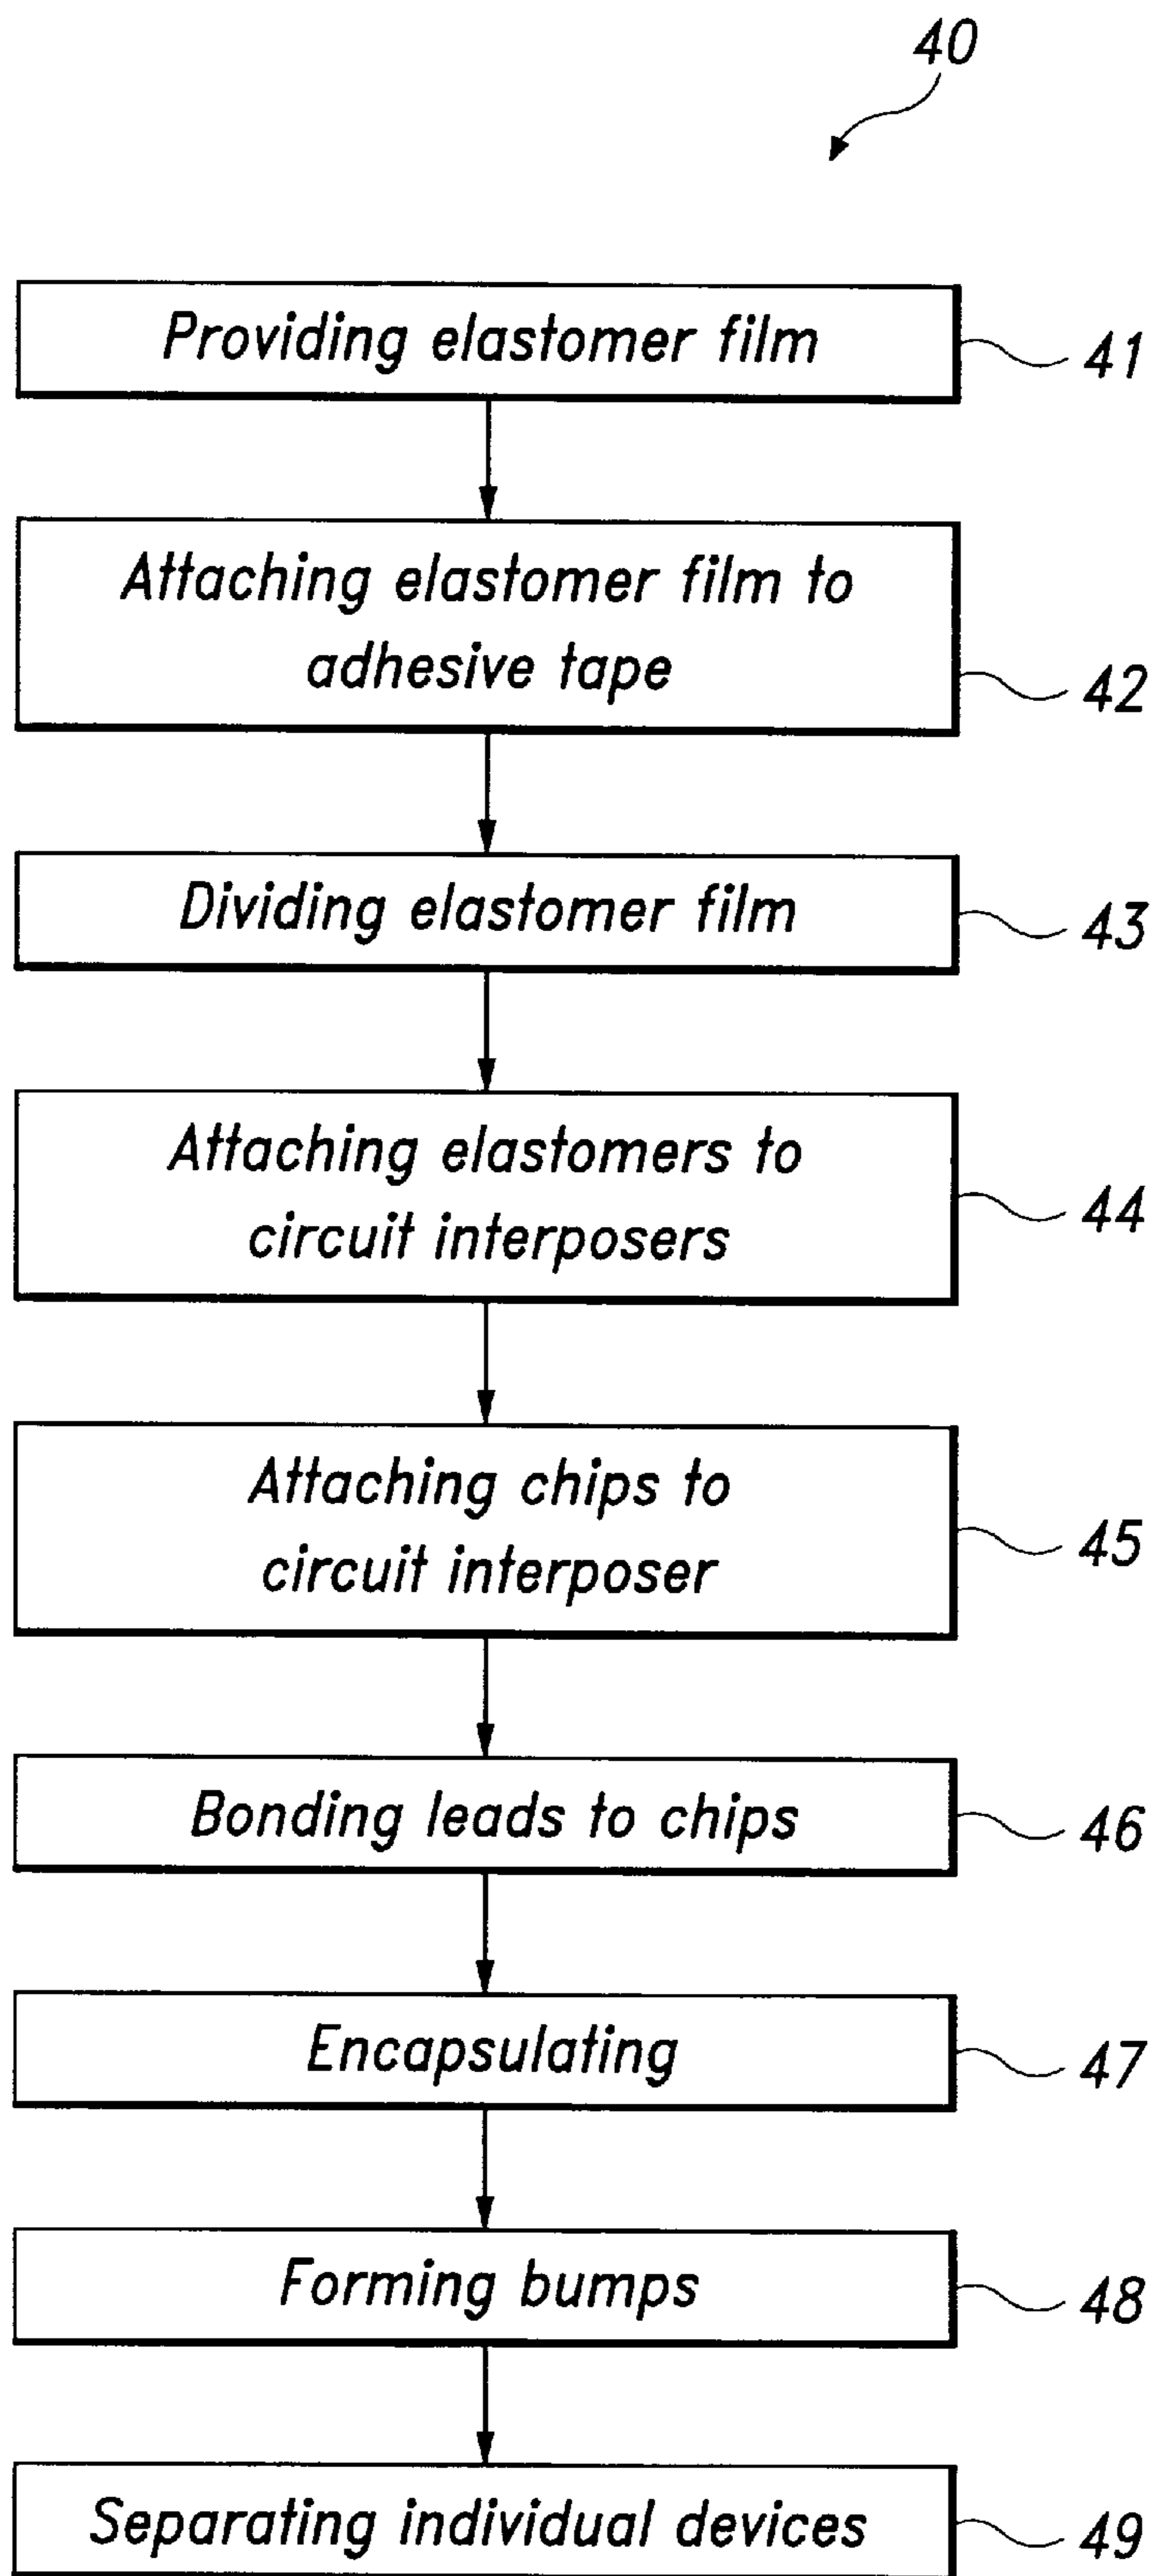 40
Providing elastomer film
41
Attaching elastomer film to
adhesive tape
42
Dividing elastomer film
43
Attaching elastomers to
circuit interposers
44
Attaching chips to
circuit interposer
45
Bonding leads to chips
46
Encapsulating
47
Forming bumps
48
Separating individual devices
49